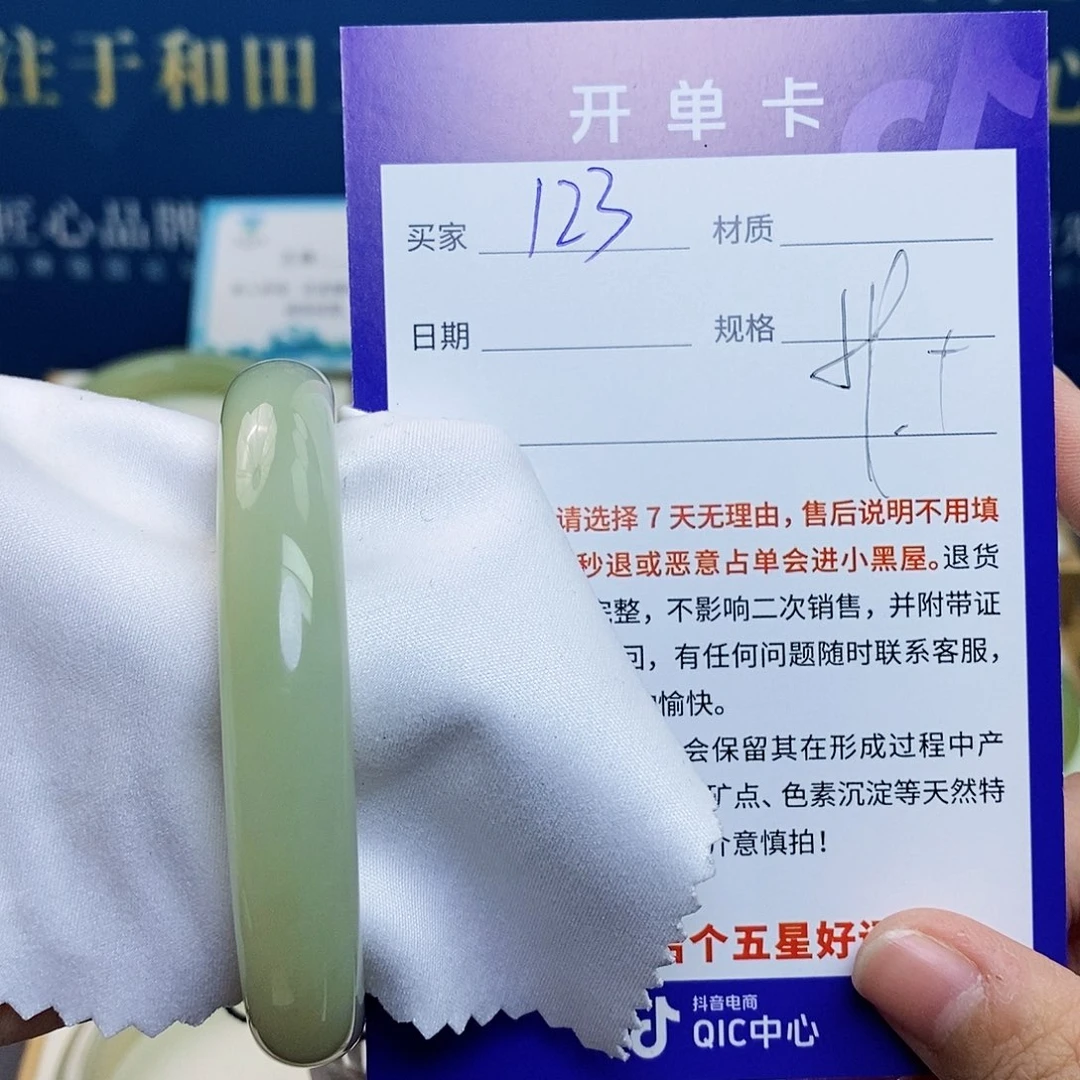 注于和田
匠心品牌
开单卡
买家 123 材质
日期 规格
请选择7天无理由，售后说明不用填
秒退或恶意占单会进小黑屋。退货
完整，不影响二次销售，并附带证
回，有任何问题随时联系客服，
愉快。
会保留其在形成过程中产
矿点、色素沉淀等天然特
介意慎拍！
个五星好评
抖音电商
QIC中心